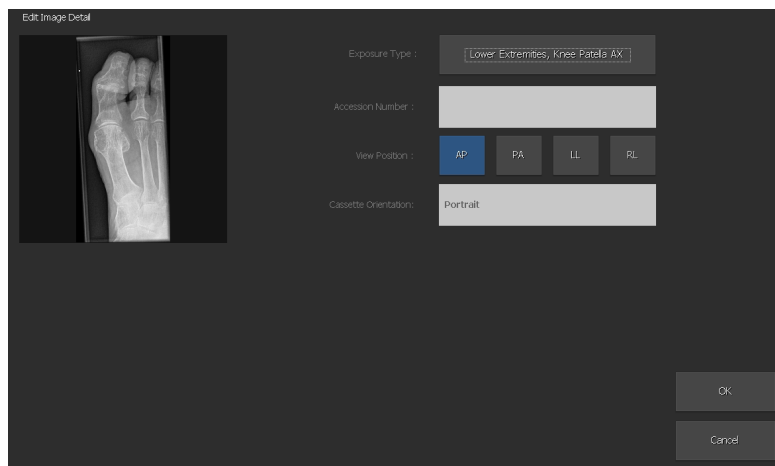 Edit Image Detail
Exposure Type :
Lower Extremities, Knee Patella AX
Accession Number :
View Position :
AP
PA
LL
RL
Cassette Orientation:
Portrait
OK
Cancel